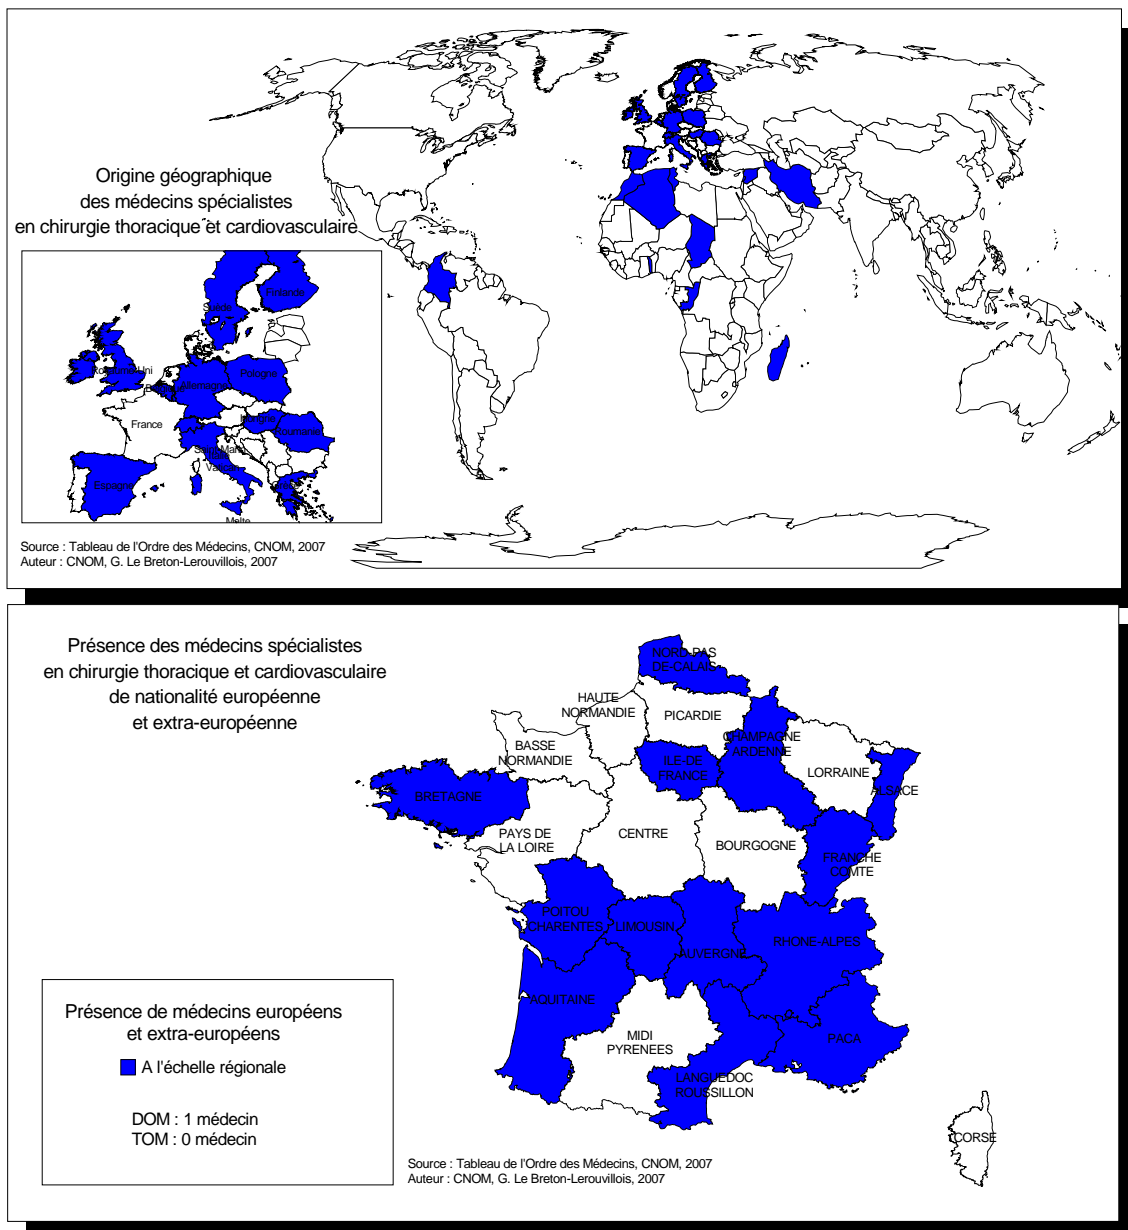 Origine géographique
des médecins spécialistes
en chirurgie thoracique et cardiovasculaire
Finlande
Suède
Royaume-Uni
Pologne
Allemagne
France
Hongrie
Roumanie
Italie
Vatican
Espagne
Malte
Source : Tableau de l'Ordre des Médecins, CNOM, 2007
Auteur : CNOM, G. Le Breton-Lerouvillois, 2007
Présence des médecins spécialistes
en chirurgie thoracique et cardiovasculaire
de nationalité européenne
et extra-européenne
NORD-PAS
DE CALAIS
HAUTE
NORMANDIE
PICARDIE
CHAMPAGNE
ARDENNE
BASSE
NORMANDIE
ILE-DE
FRANCE
LORRAINE
ALSACE
BRETAGNE
PAYS DE
LA LOIRE
CENTRE
BOURGOGNE
FRANCHE
COMTE
POITOU
CHARENTES
LIMOUSIN
AUVERGNE
RHONE-ALPES
AQUITAINE
MIDI
PYRENEES
PACA
LANGUEDOC
ROUSSILLON
CORSE
Présence de médecins européens
et extra-européens
A l'échelle régionale
DOM : 1 médecin
TOM : 0 médecin
Source : Tableau de l'Ordre des Médecins, CNOM, 2007
Auteur : CNOM, G. Le Breton-Lerouvillois, 2007